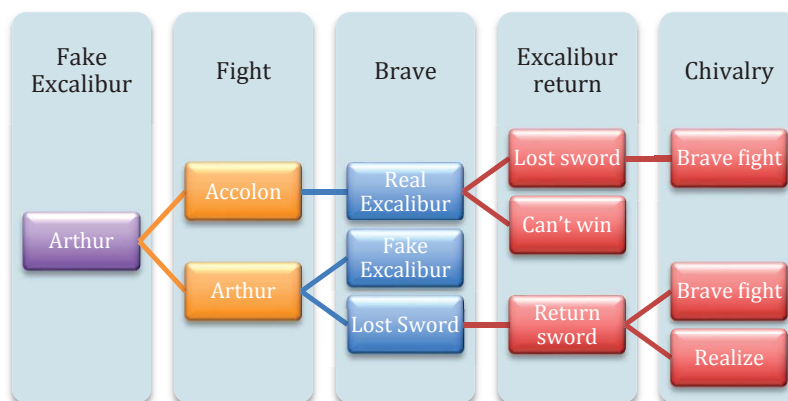 Fake
Excalibur
Fight
Brave
Excalibur
return
Chivalry
Arthur
Accolon
Arthur
Real
Excalibur
Fake
Excalibur
Lost Sword
Lost sword
Can't win
Return
sword
Brave fight
Brave fight
Realize